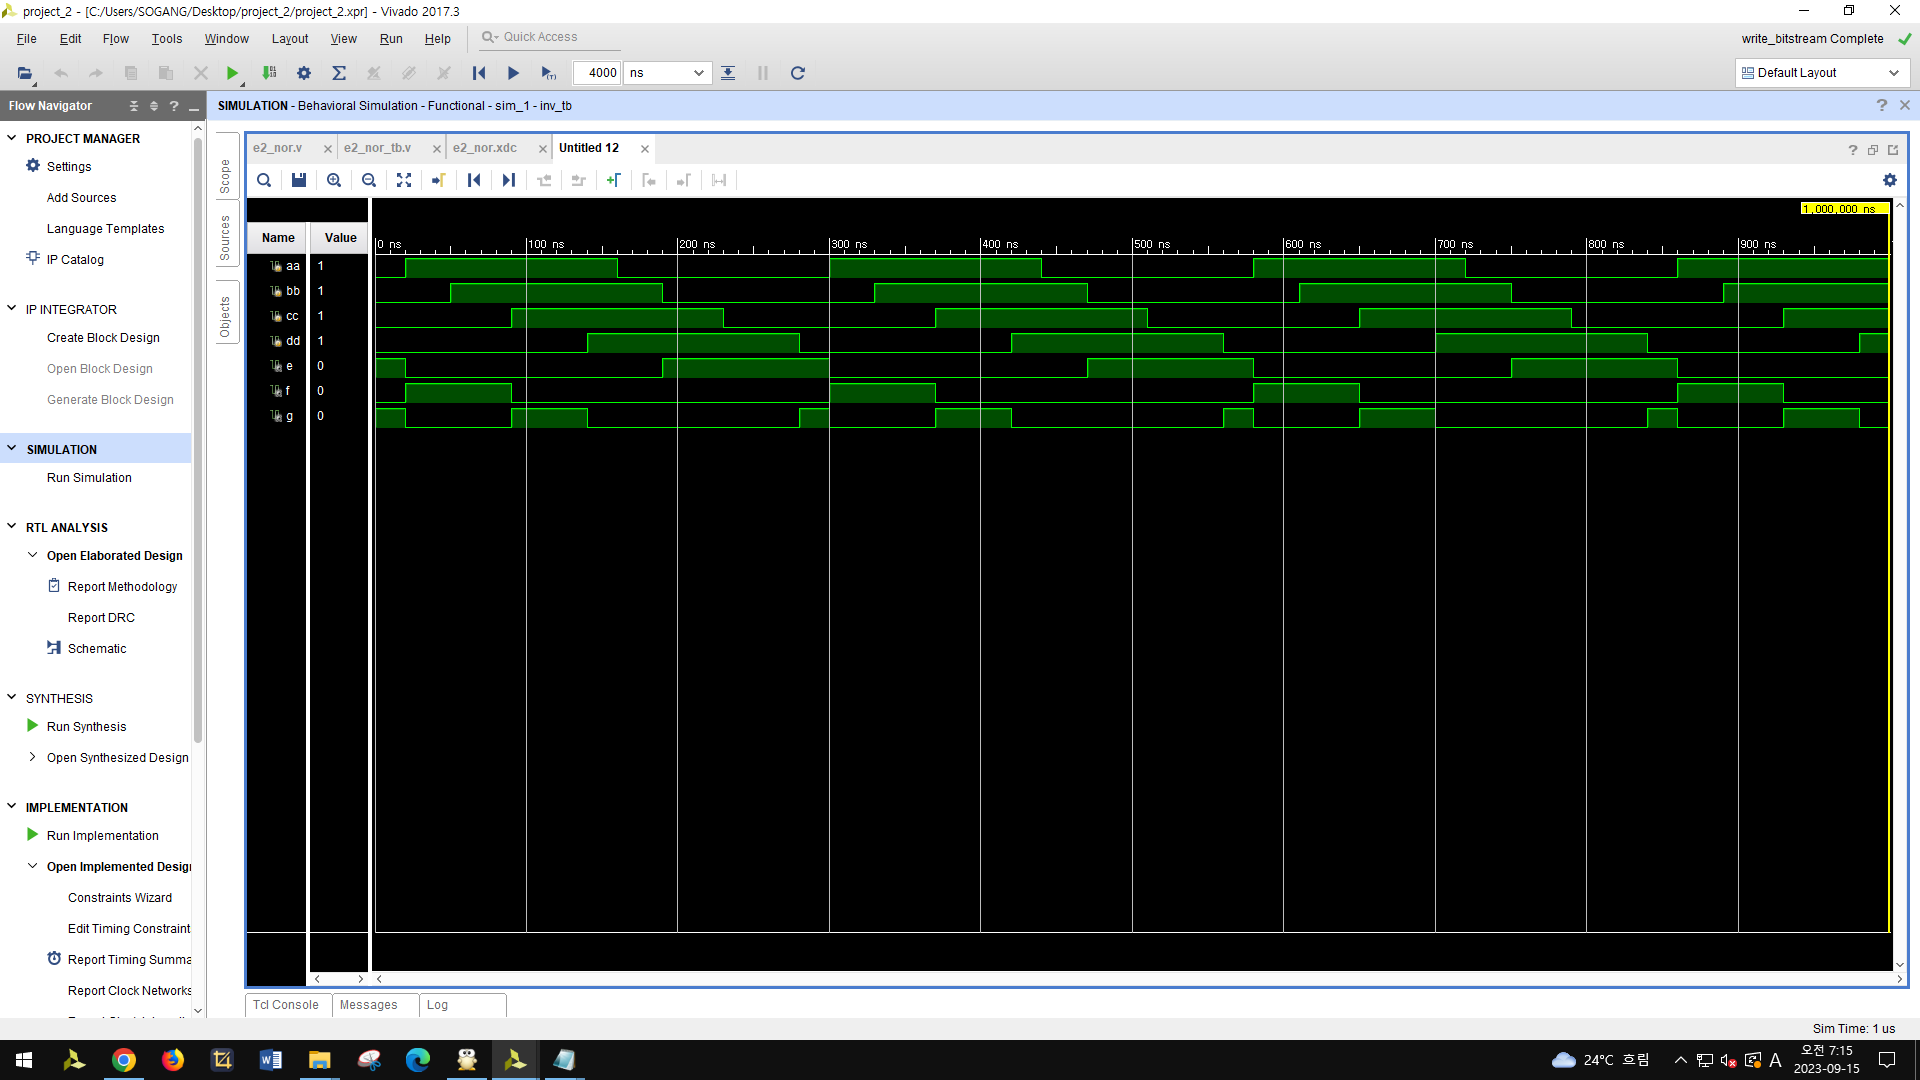 project_2 - [C:/Users/SOGANG/Desktop/project_2/project_2.xpr] - Vivado 2017.3
File Edit Flow Tools Window Layout View Run Help Quick Access
write_bitstream Complete
4000 ns
Default Layout
Flow Navigator
SIMULATION - Behavioral Simulation - Functional - sim_1 - inv_tb
PROJECT MANAGER
Settings
Add Sources
Language Templates
IP Catalog
IP INTEGRATOR
Create Block Design
Open Block Design
Generate Block Design
SIMULATION
Run Simulation
RTL ANALYSIS
Open Elaborated Design
Report Methodology
Report DRC
Schematic
SYNTHESIS
Run Synthesis
Open Synthesized Design
IMPLEMENTATION
Run Implementation
Open Implemented Desig
Constraints Wizard
Edit Timing Constraint
Report Timing Summa
Report Clock Networks
Scope
Sources
Objects
e2_nor.v e2_nor_tb.v e2_nor.xdc Untitled 12
1,000,000 ns
Name Value
0 ns 100 ns 200 ns 300 ns 400 ns 500 ns 600 ns 700 ns 800 ns 900 ns
aa 1
bb 1
cc 1
dd 1
e 0
f 0
g 0
Tcl Console Messages Log
Sim Time: 1 us
24°C 흐림
A
오전 7:15
2023-09-15